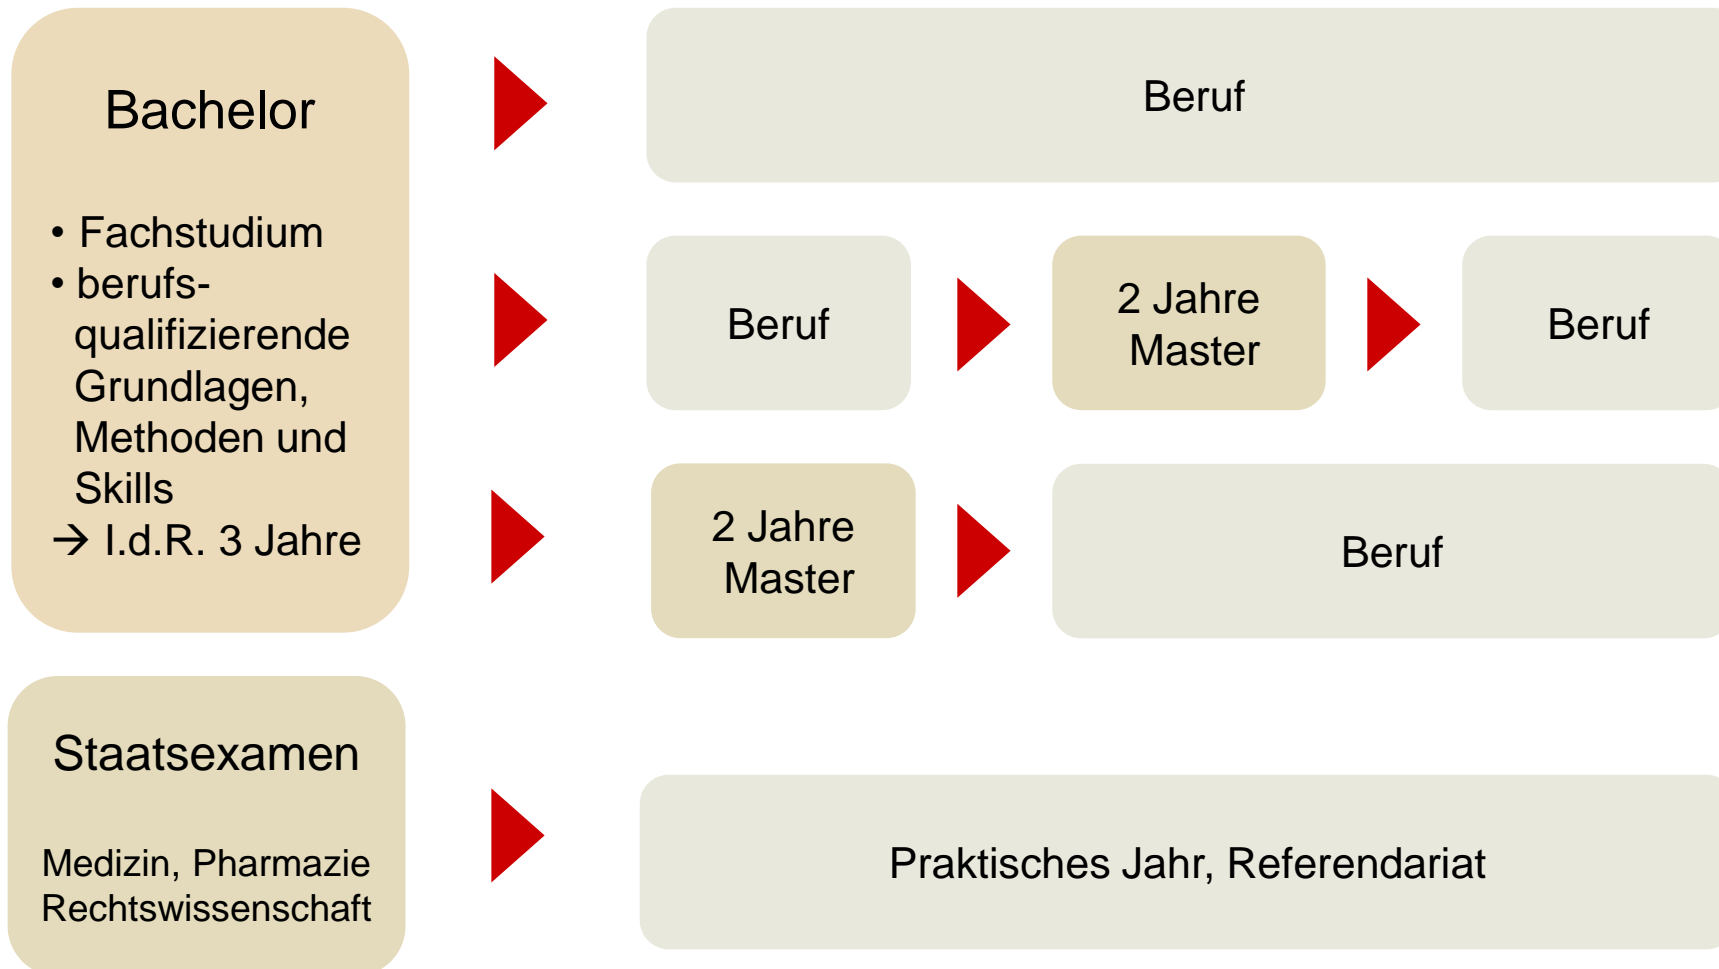 Bachelor
• Fachstudium
• berufs-
qualifizierende
Grundlagen,
Methoden und
Skills
→ I.d.R. 3 Jahre
Beruf
Beruf
2 Jahre
Master
Beruf
2 Jahre
Master
Beruf
Staatsexamen
Medizin, Pharmazie
Rechtswissenschaft
Praktisches Jahr, Referendariat